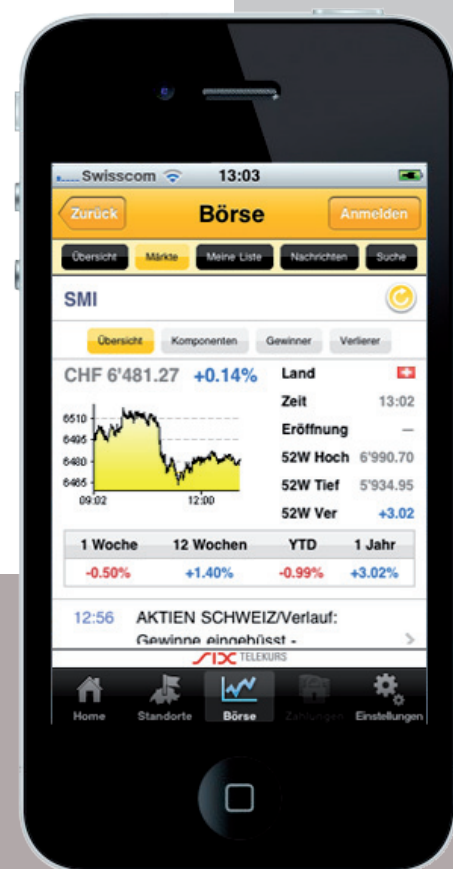 Swisscom 13:03
Zurück Börse Anmelden
Übersicht Märkte Meine Liste Nachrichten Suche
SMI
Übersicht Komponenten Gewinner Verlierer
CHF 6'481.27 +0.14% Land
Zeit 13:02
Eröffnung –
52W Hoch 6'990.70
52W Tief 5'934.95
52W Ver +3.02
6510
6495
6480
6465
09:02 12:00
1 Woche 12 Wochen YTD 1 Jahr
-0.50% +1.40% -0.99% +3.02%
12:56 AKTIEN SCHWEIZ/Verlauf:
Gewinne eingebüsst -
SIX TELEKURS
Home Standorte Börse Zahlungen Einstellungen